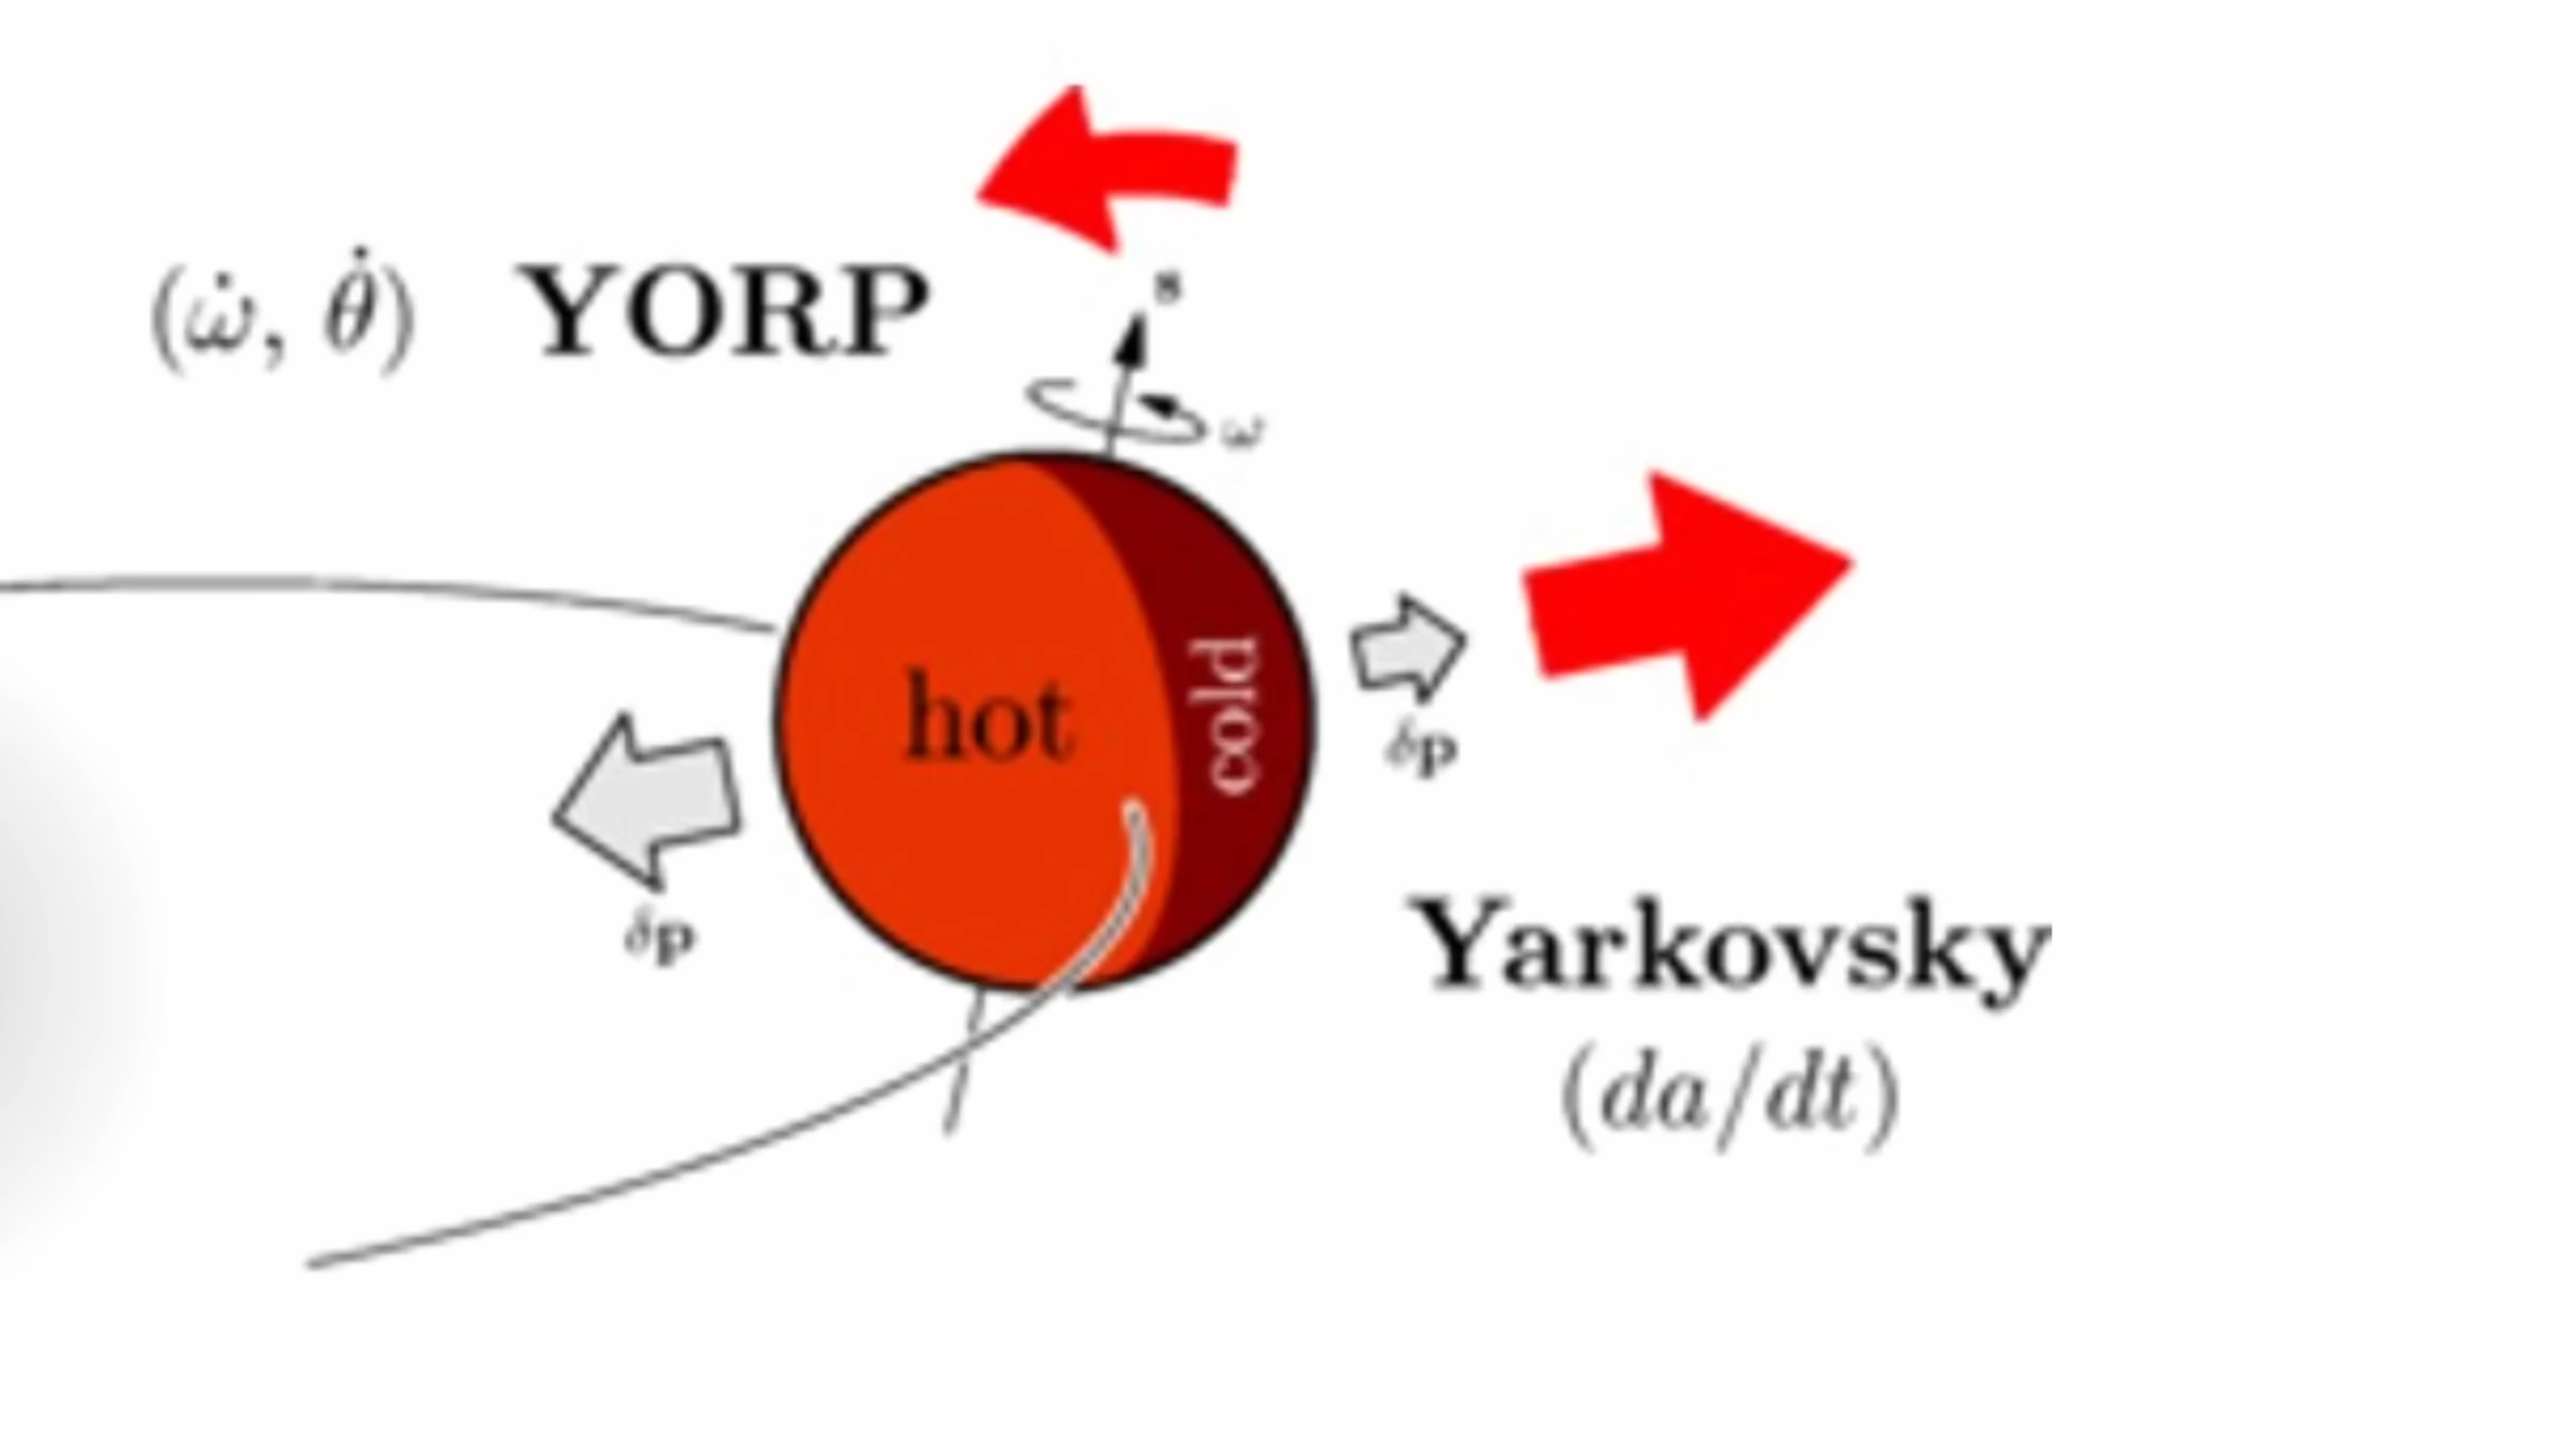 (ω̇, θ̇) YORP
s
ω
hot
cold
δp
δp
Yarkovsky
(da/dt)